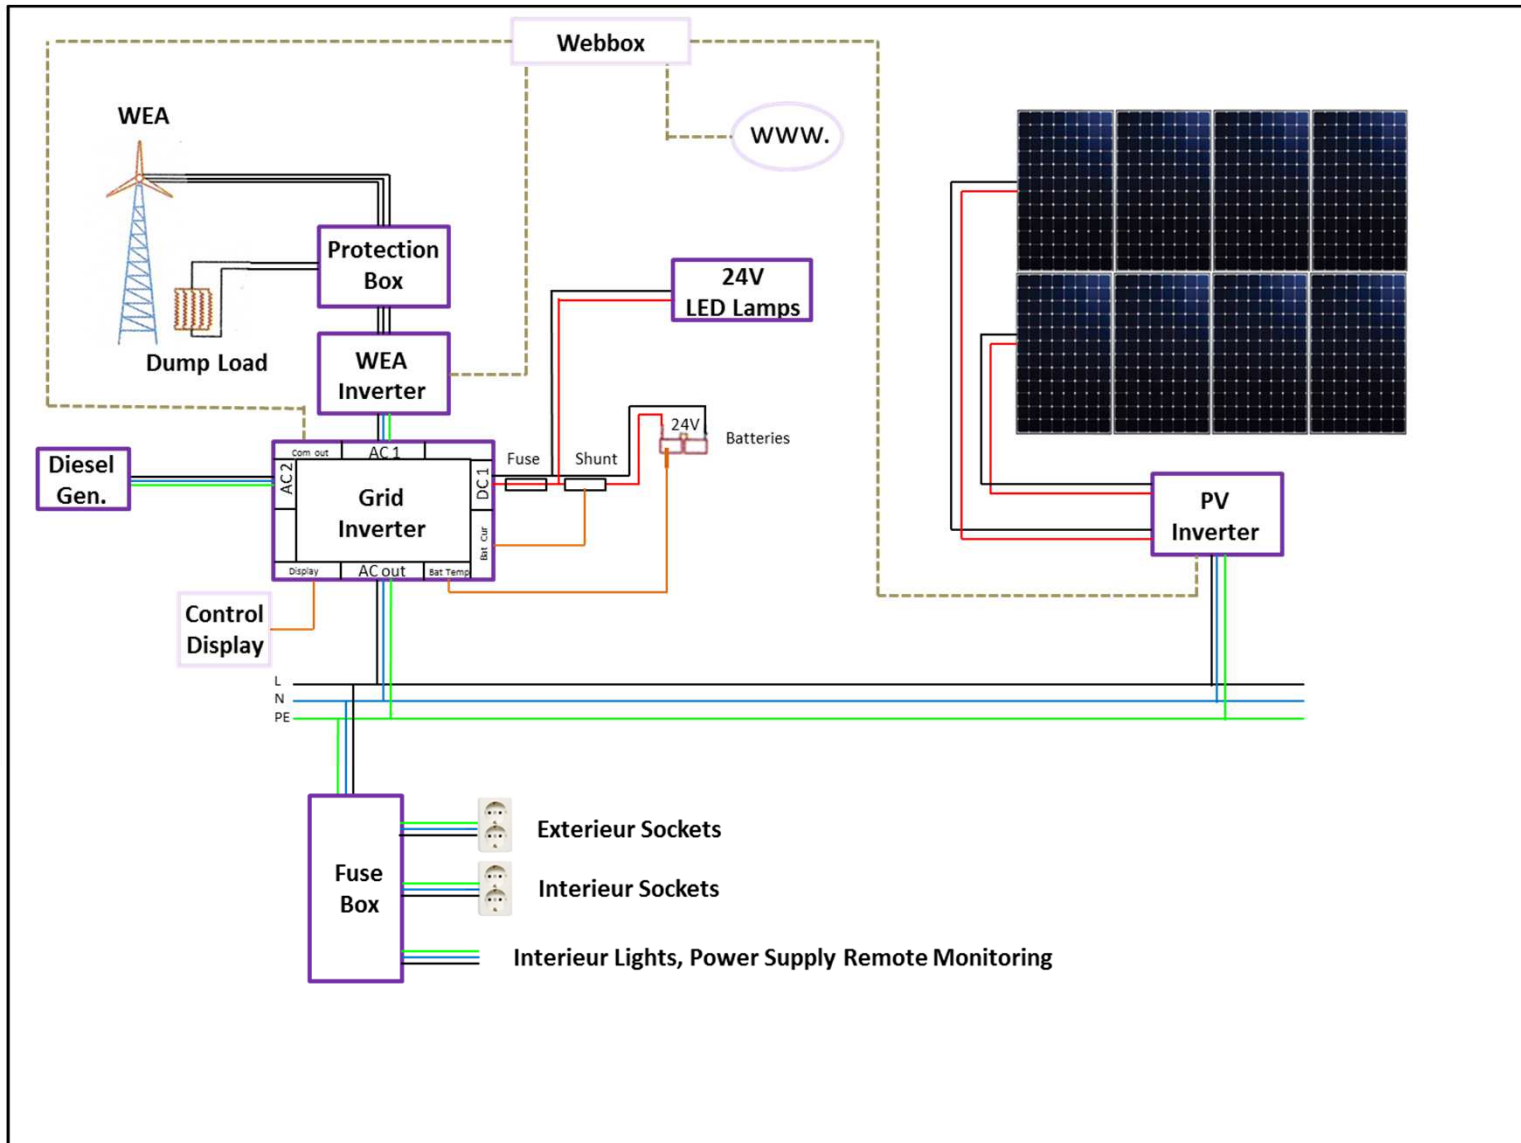 Webbox
WEA
WWW.
Protection
Box
24V
LED Lamps
Dump Load
WEA
Inverter
24V
Batteries
Com out
AC 1
Fuse
Shunt
Diesel
Gen.
AC2
Grid
Inverter
DC 1
Bat Cur
PV
Inverter
Display
AC out
Bat Temp
Control
Display
L
N
PE
Exterieur Sockets
Fuse
Box
Interieur Sockets
Interieur Lights, Power Supply Remote Monitoring